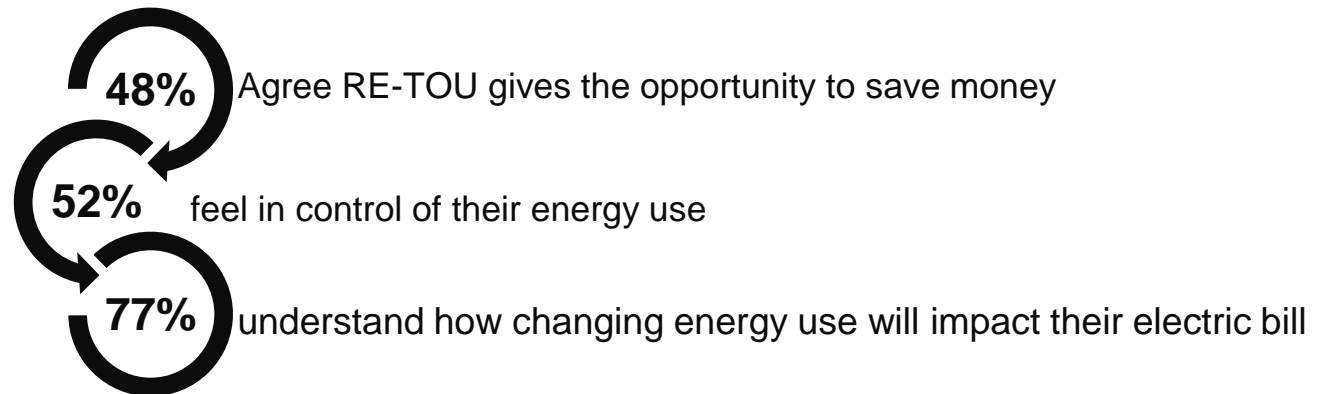 48% Agree RE-TOU gives the opportunity to save money
52% feel in control of their energy use
77% understand how changing energy use will impact their electric bill